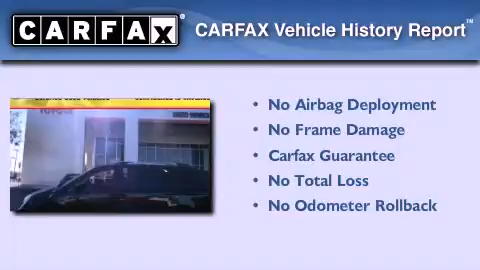 CARFAX® CARFAX Vehicle History Report™
TOYOTA
• No Airbag Deployment
• No Frame Damage
• Carfax Guarantee
• No Total Loss
• No Odometer Rollback